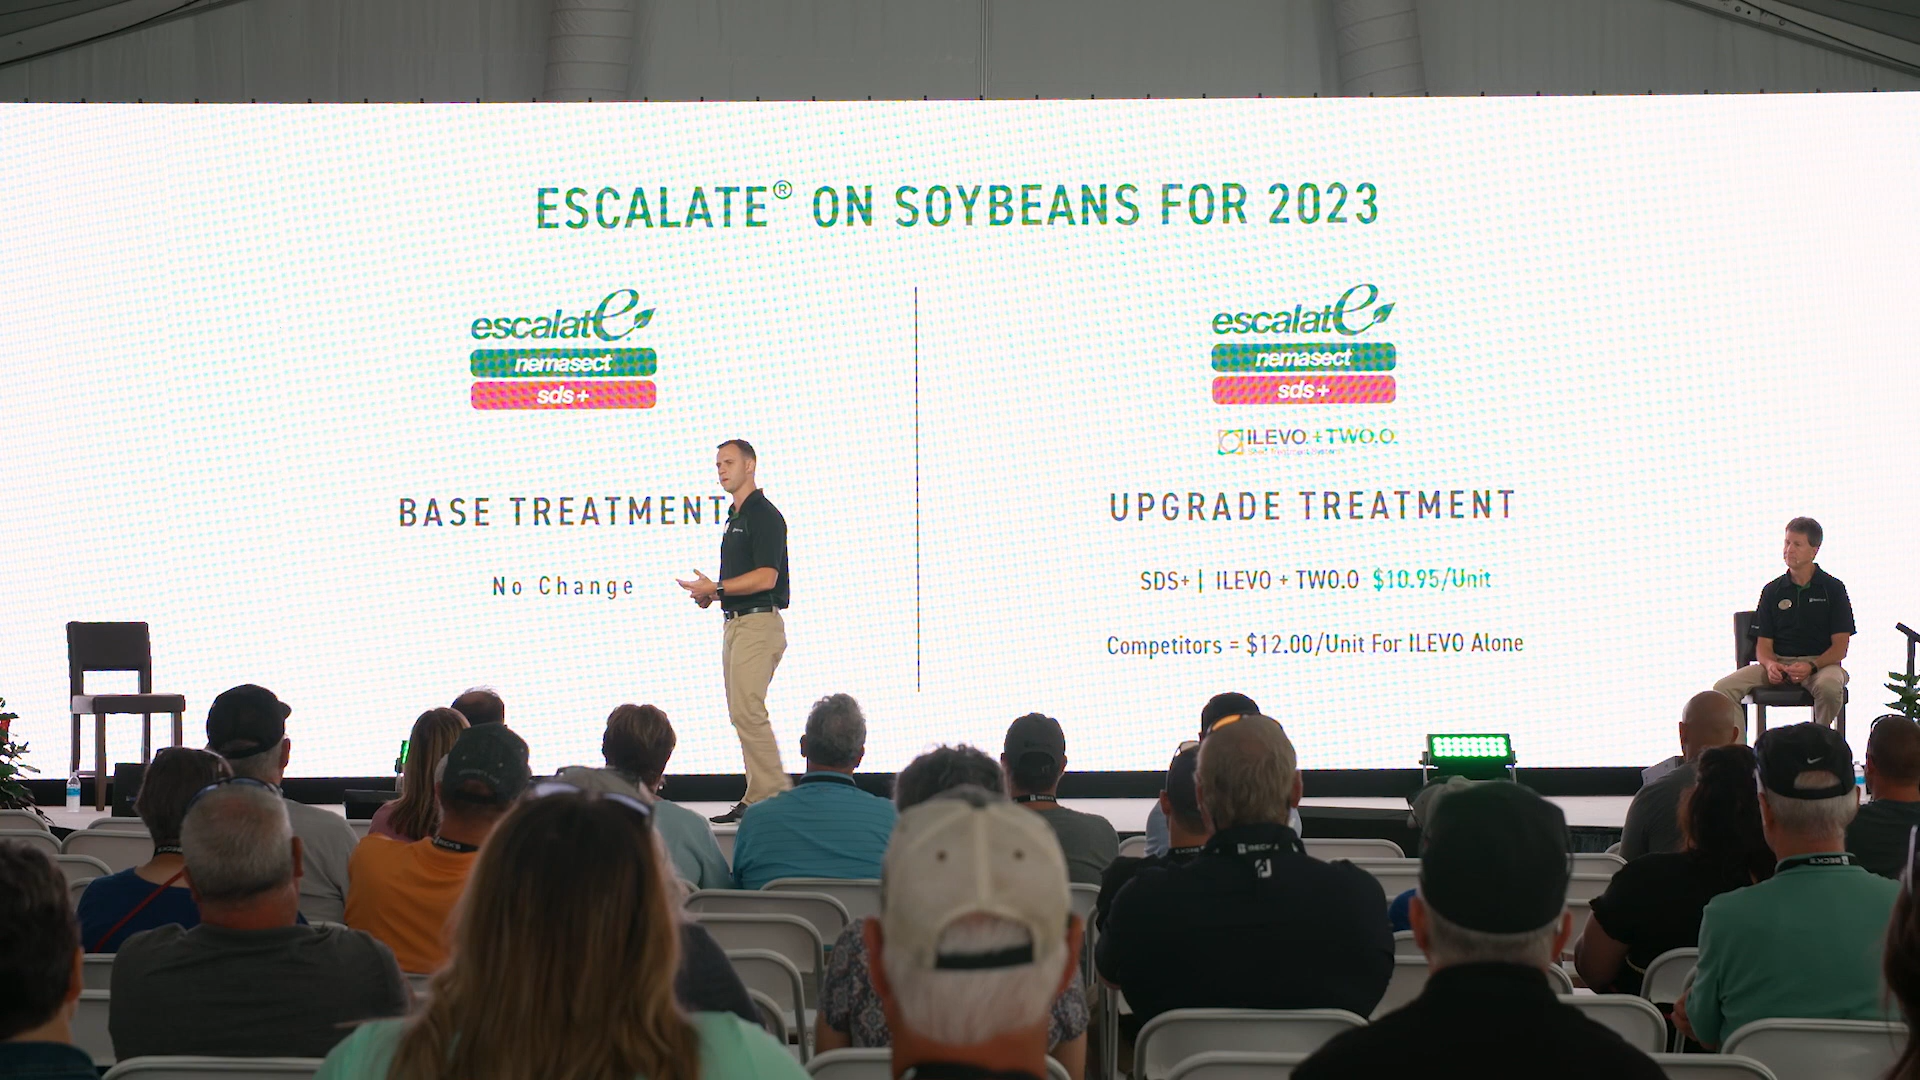 ESCALATE® ON SOYBEANS FOR 2023
escalate
nemasect
sds+
BASE TREATMENT
No Change
escalate
nemasect
sds+
ILEVO. + TWO.O.
UPGRADE TREATMENT
SDS+ | ILEVO + TWO.O $10.95/Unit
Competitors = $12.00/Unit For ILEVO Alone
BECK'S